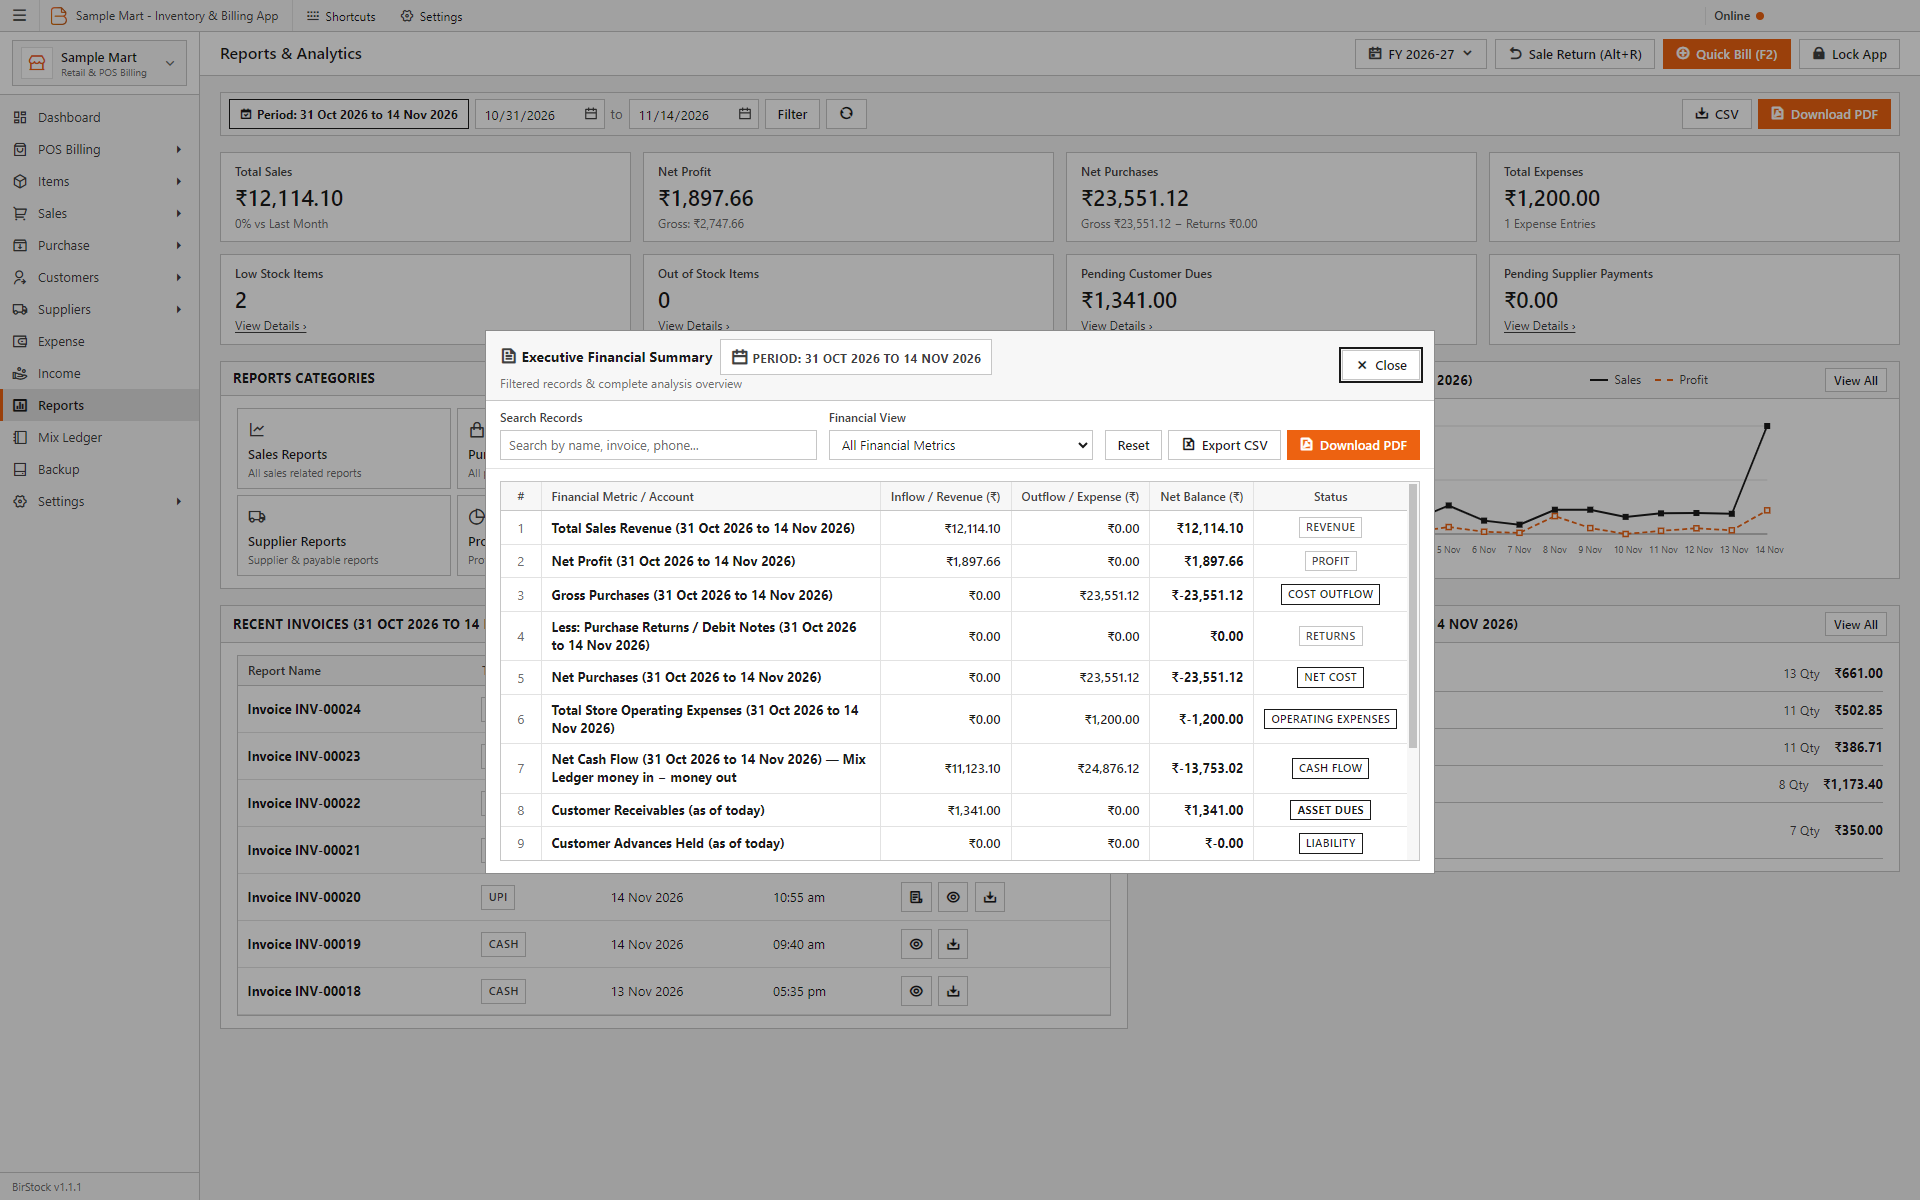 Sample Mart - Inventory & Billing App
Shortcuts
Settings
Online
Sample Mart
Retail & POS Billing
Reports & Analytics
FY 2026-27
Sale Return (Alt+R)
Quick Bill (F2)
Lock App
Dashboard
POS Billing
Items
Sales
Purchase
Customers
Suppliers
Expense
Income
Reports
Mix Ledger
Backup
Settings
BirStock v1.1.1
Period: 31 Oct 2026 to 14 Nov 2026
10/31/2026
to
11/14/2026
Filter
CSV
Download PDF
Total Sales
₹12,114.10
0% vs Last Month
Net Profit
₹1,897.66
Gross: ₹2,747.66
Net Purchases
₹23,551.12
Gross ₹23,551.12 − Returns ₹0.00
Total Expenses
₹1,200.00
1 Expense Entries
Low Stock Items
2
View Details ›
Out of Stock Items
0
View Details ›
Pending Customer Dues
₹1,341.00
View Details ›
Pending Supplier Payments
₹0.00
View Details ›
REPORTS CATEGORIES
Sales Reports
All sales related reports
Pu
All
Supplier Reports
Supplier & payable reports
Pro
Pro
2026)
Sales
Profit
View All
5 Nov 6 Nov 7 Nov 8 Nov 9 Nov 10 Nov 11 Nov 12 Nov 13 Nov 14 Nov
Executive Financial Summary
PERIOD: 31 OCT 2026 TO 14 NOV 2026
Filtered records & complete analysis overview
× Close
Search Records
Search by name, invoice, phone...
Financial View
All Financial Metrics
Reset
Export CSV
Download PDF
# Financial Metric / Account Inflow / Revenue (₹) Outflow / Expense (₹) Net Balance (₹) Status
1 Total Sales Revenue (31 Oct 2026 to 14 Nov 2026) ₹12,114.10 ₹0.00 ₹12,114.10 REVENUE
2 Net Profit (31 Oct 2026 to 14 Nov 2026) ₹1,897.66 ₹0.00 ₹1,897.66 PROFIT
3 Gross Purchases (31 Oct 2026 to 14 Nov 2026) ₹0.00 ₹23,551.12 ₹-23,551.12 COST OUTFLOW
4 Less: Purchase Returns / Debit Notes (31 Oct 2026
to 14 Nov 2026) ₹0.00 ₹0.00 ₹0.00 RETURNS
5 Net Purchases (31 Oct 2026 to 14 Nov 2026) ₹0.00 ₹23,551.12 ₹-23,551.12 NET COST
6 Total Store Operating Expenses (31 Oct 2026 to 14
Nov 2026) ₹0.00 ₹1,200.00 ₹-1,200.00 OPERATING EXPENSES
7 Net Cash Flow (31 Oct 2026 to 14 Nov 2026) — Mix
Ledger money in − money out ₹11,123.10 ₹24,876.12 ₹-13,753.02 CASH FLOW
8 Customer Receivables (as of today) ₹1,341.00 ₹0.00 ₹1,341.00 ASSET DUES
9 Customer Advances Held (as of today) ₹0.00 ₹0.00 ₹-0.00 LIABILITY
RECENT INVOICES (31 OCT 2026 TO 14
Report Name
Invoice INV-00024
Invoice INV-00023
Invoice INV-00022
Invoice INV-00021
Invoice INV-00020 UPI 14 Nov 2026 10:55 am
Invoice INV-00019 CASH 14 Nov 2026 09:40 am
Invoice INV-00018 CASH 13 Nov 2026 05:35 pm
4 NOV 2026)
View All
13 Qty ₹661.00
11 Qty ₹502.85
11 Qty ₹386.71
8 Qty ₹1,173.40
7 Qty ₹350.00